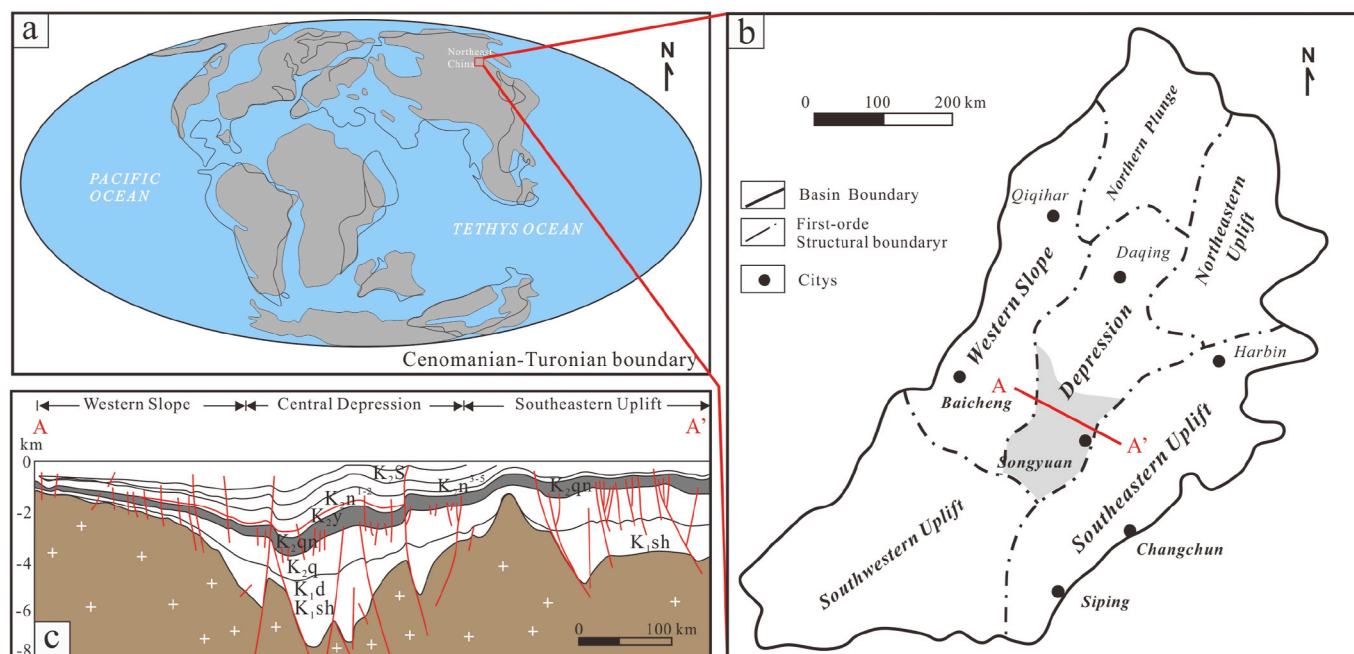 a
Northeast
China
N
PACIFIC
OCEAN
TETHYS OCEAN
Cenomanian-Turonian boundary
b
N
0 100 200 km
Basin Boundary
First-orde
Structural boundaryr
Citys
Northern Plunge
Northeastern
Uplift
Qiqihar
Daqing
Western Slope
Depression
Harbin
Baicheng
A
A'
Songyuan
Southeastern Uplift
Southwestern Uplift
Changchun
Siping
Western Slope Central Depression Southeastern Uplift
A A'
km
0
-2
-4
-6
-8
K₂S
K₂n¹⁻²
K₂n³⁻⁵
K₂y
K₂qn
K₂qn
K₂q
K₁d
K₁sh
K₁sh
0 100 km
c